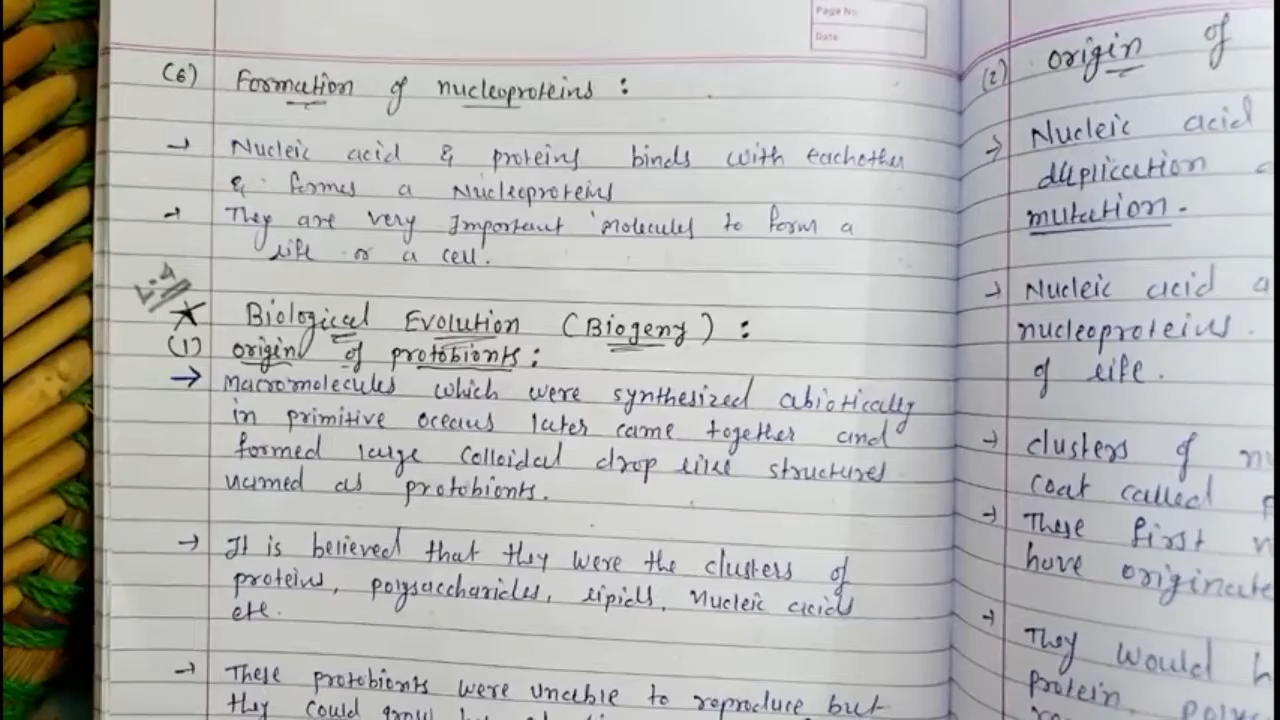 Page No.
Date
(6) Formation of nucleoproteins :
→ Nucleic acid & proteins binds with eachother
& formes a Nucleoproteins
→ They are very Important molecules to form a
life or a cell.
L-4
★ Biological Evolution (Biogeny) :
(1) origin of protobionts :
→ Macromolecules which were synthesized abiotically
in primitive oceans later came together and
formed large colloidal drop like structures
named as protobionts.
→ It is believed that they were the clusters of
proteins, polysaccharides, lipids, Nucleic acids
etc.
→ These protobionts were unable to reproduce but
they could grow
(2) origin of
→ Nucleic acid
duplication
mutation.
→ Nucleic acid
nucleoproteins.
of life.
→ clusters of
coat called
→ These first
have originate
→ They would
protein,